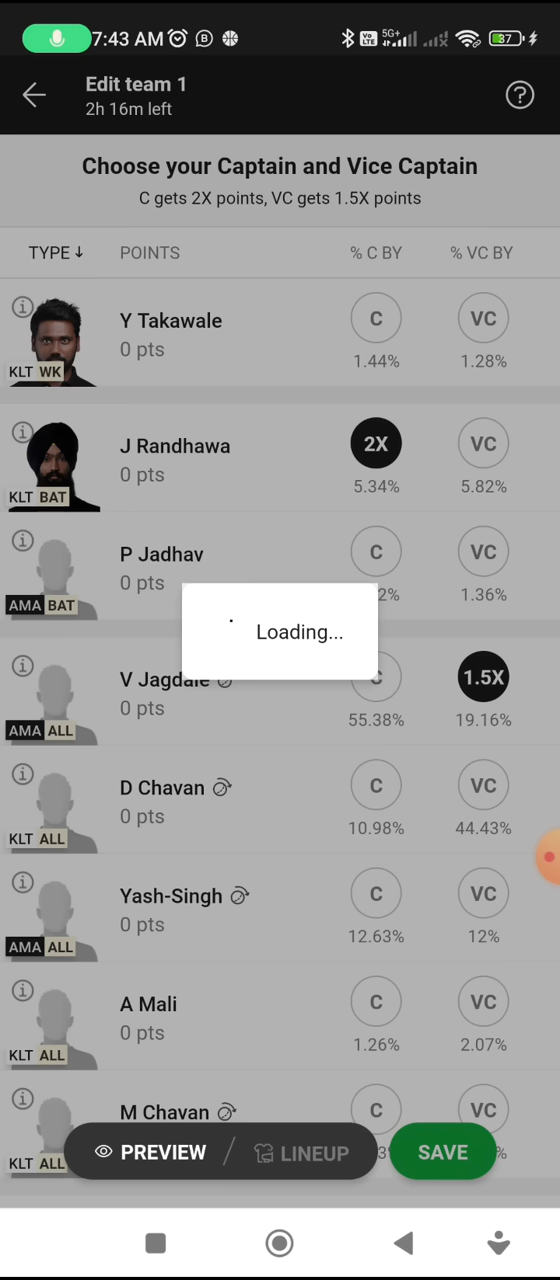 7:43 AM
Vo LTE
5G+
37
Edit team 1
2h 16m left
Choose your Captain and Vice Captain
C gets 2X points, VC gets 1.5X points
TYPE ↓ POINTS % C BY % VC BY
Y Takawale C VC
0 pts 1.44% 1.28%
KLT WK
J Randhawa 2X VC
0 pts 5.34% 5.82%
KLT BAT
P Jadhav C VC
0 pts 2% 1.36%
AMA BAT
Loading...
V Jagdale C 1.5X
0 pts 55.38% 19.16%
AMA ALL
D Chavan C VC
0 pts 10.98% 44.43%
KLT ALL
Yash-Singh C VC
0 pts 12.63% 12%
AMA ALL
A Mali C VC
0 pts 1.26% 2.07%
KLT ALL
M Chavan C VC
KLT ALL
PREVIEW / LINEUP SAVE